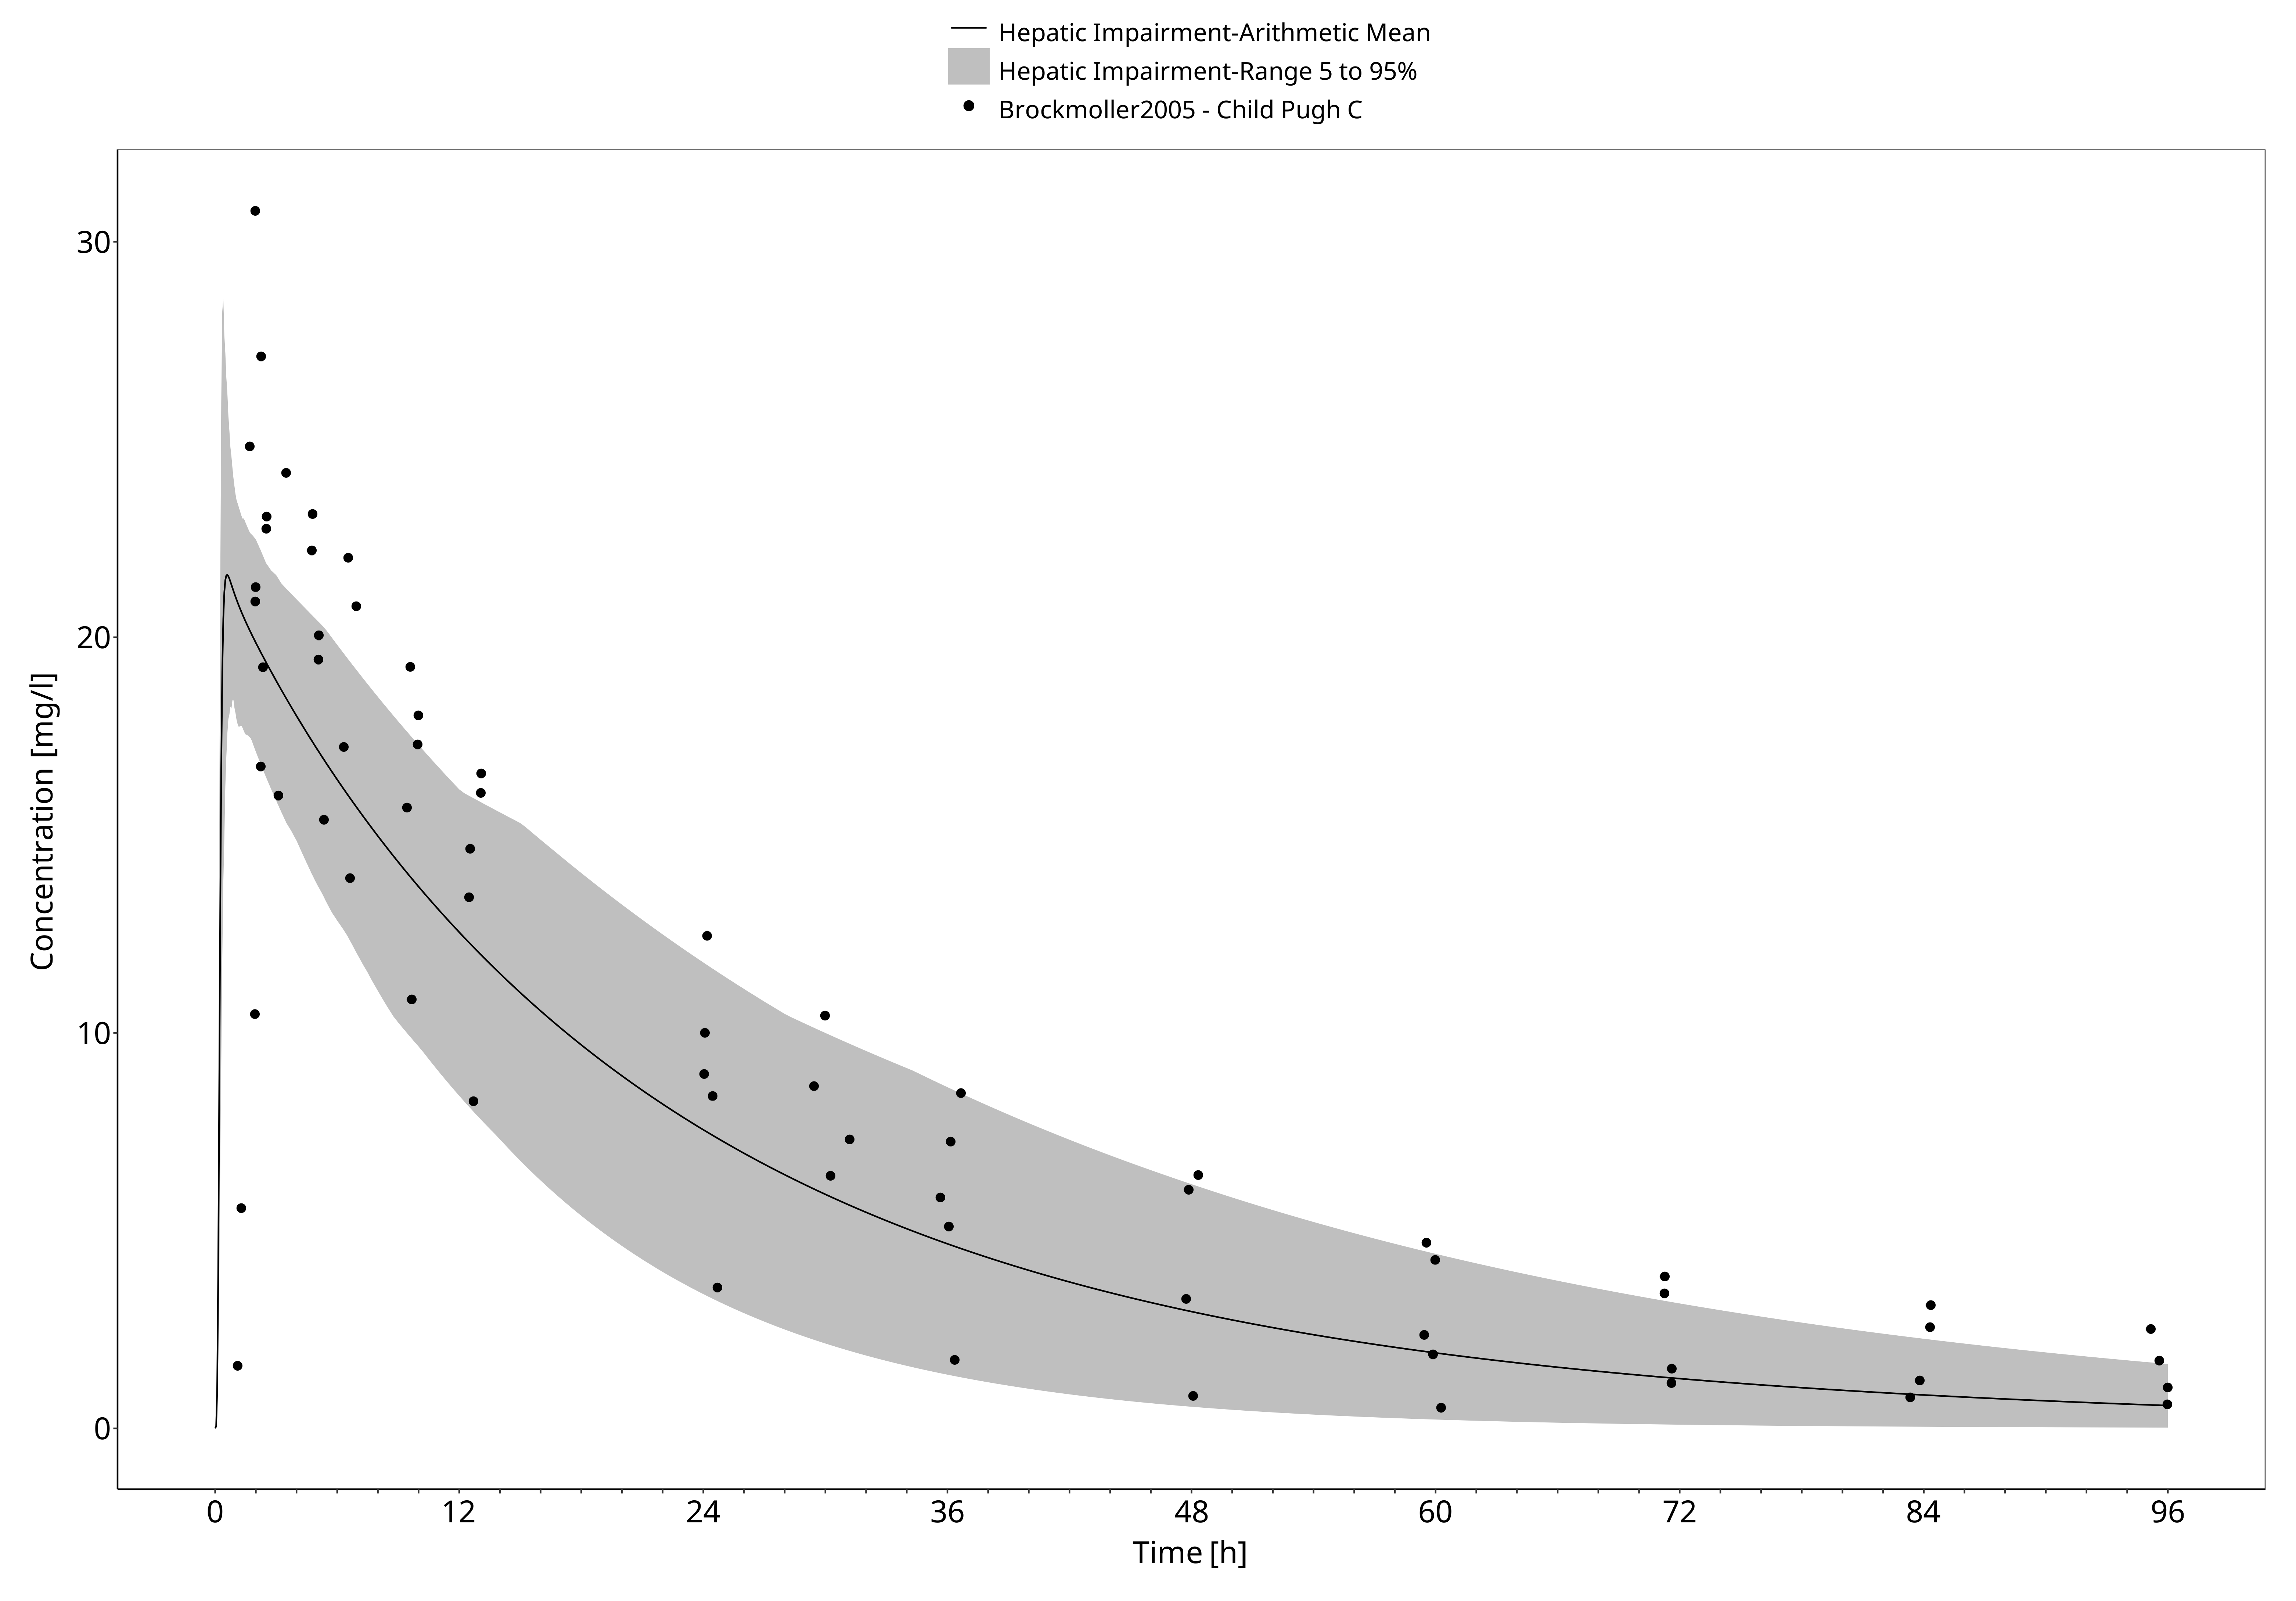 Hepatic Impairment-Arithmetic Mean
Hepatic Impairment-Range 5 to 95%
Brockmoller2005 - Child Pugh C
30
20
10
0
Concentration [mg/l]
0 12 24 36 48 60 72 84 96
Time [h]